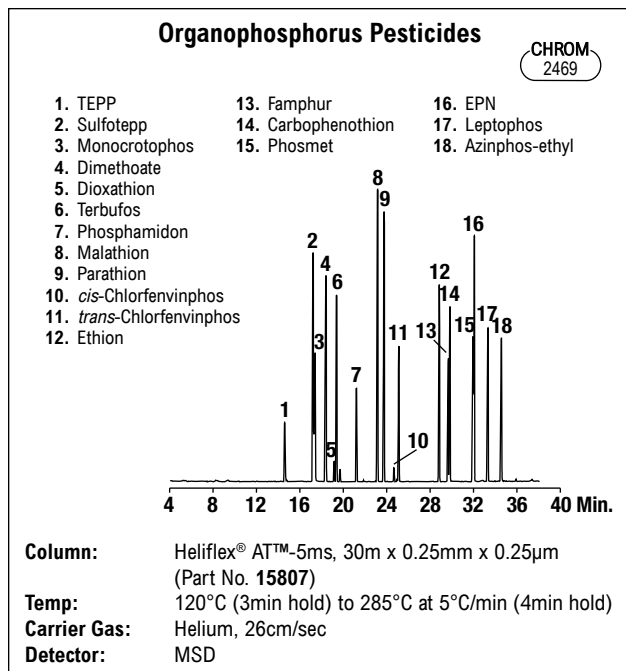 Organophosphorus Pesticides
CHROM
2469
1. TEPP
2. Sulfotepp
3. Monocrotophos
4. Dimethoate
5. Dioxathion
6. Terbufos
7. Phosphamidon
8. Malathion
9. Parathion
10. cis-Chlorfenvinphos
11. trans-Chlorfenvinphos
12. Ethion
13. Famphur
14. Carbophenothion
15. Phosmet
16. EPN
17. Leptophos
18. Azinphos-ethyl
1
2
3
4
5
6
7
8
9
10
11
12
13
14
15
16
17
18
4 8 12 16 20 24 28 32 36 40 Min.
Column: Heliflex® AT™-5ms, 30m x 0.25mm x 0.25µm
(Part No. 15807)
Temp: 120°C (3min hold) to 285°C at 5°C/min (4min hold)
Carrier Gas: Helium, 26cm/sec
Detector: MSD